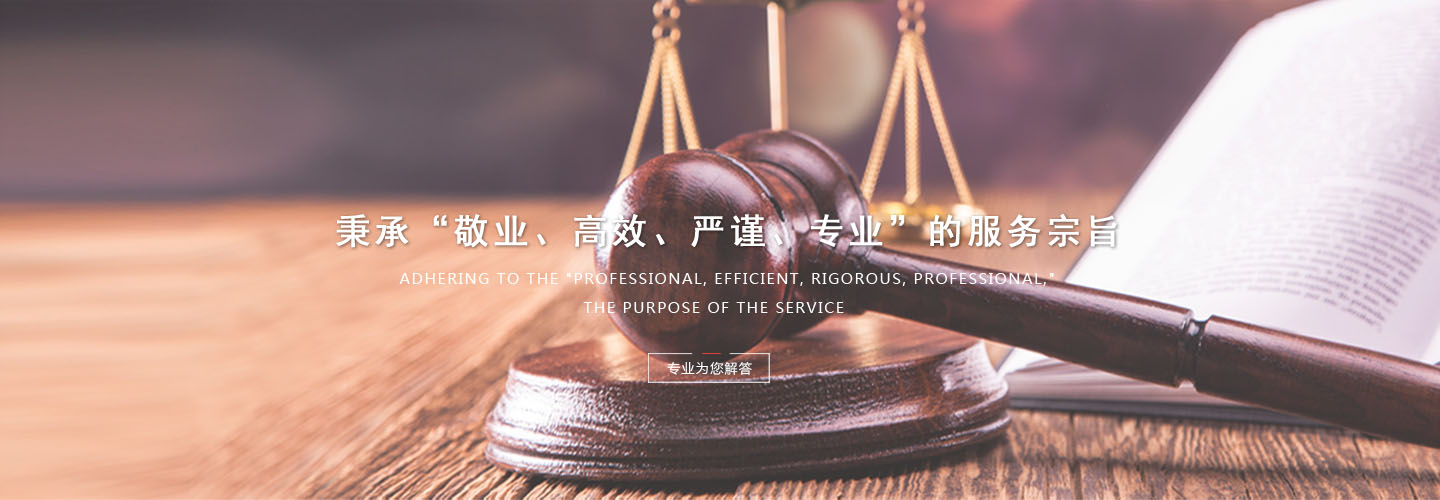 秉承“敬业、高效、严谨、专业”的服务宗旨
ADHERING TO THE "PROFESSIONAL, EFFICIENT, RIGOROUS, PROFESSIONAL,"
THE PURPOSE OF THE SERVICE
专业为您解答